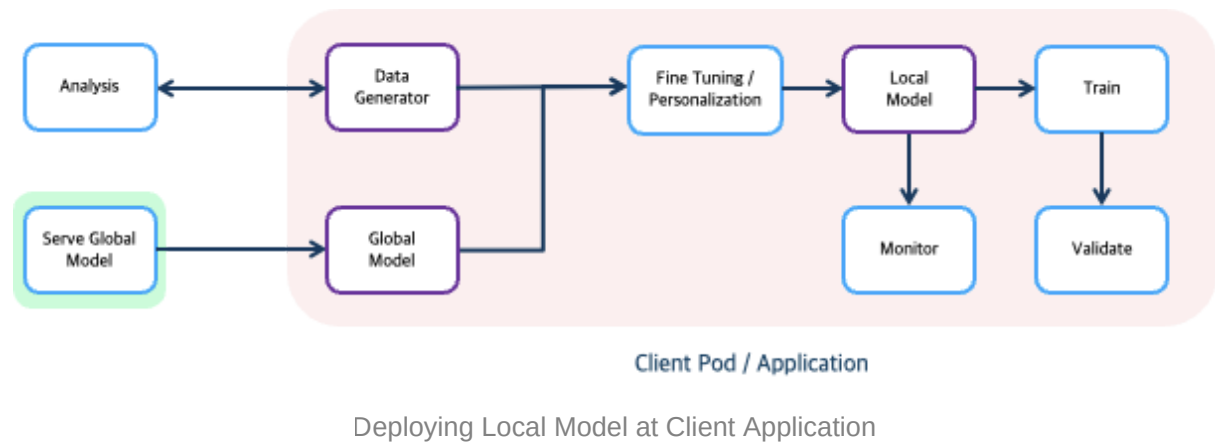 Analysis
Data
Generator
Fine Tuning /
Personalization
Local
Model
Train
Serve Global
Model
Global
Model
Monitor
Validate
Client Pod / Application
Deploying Local Model at Client Application